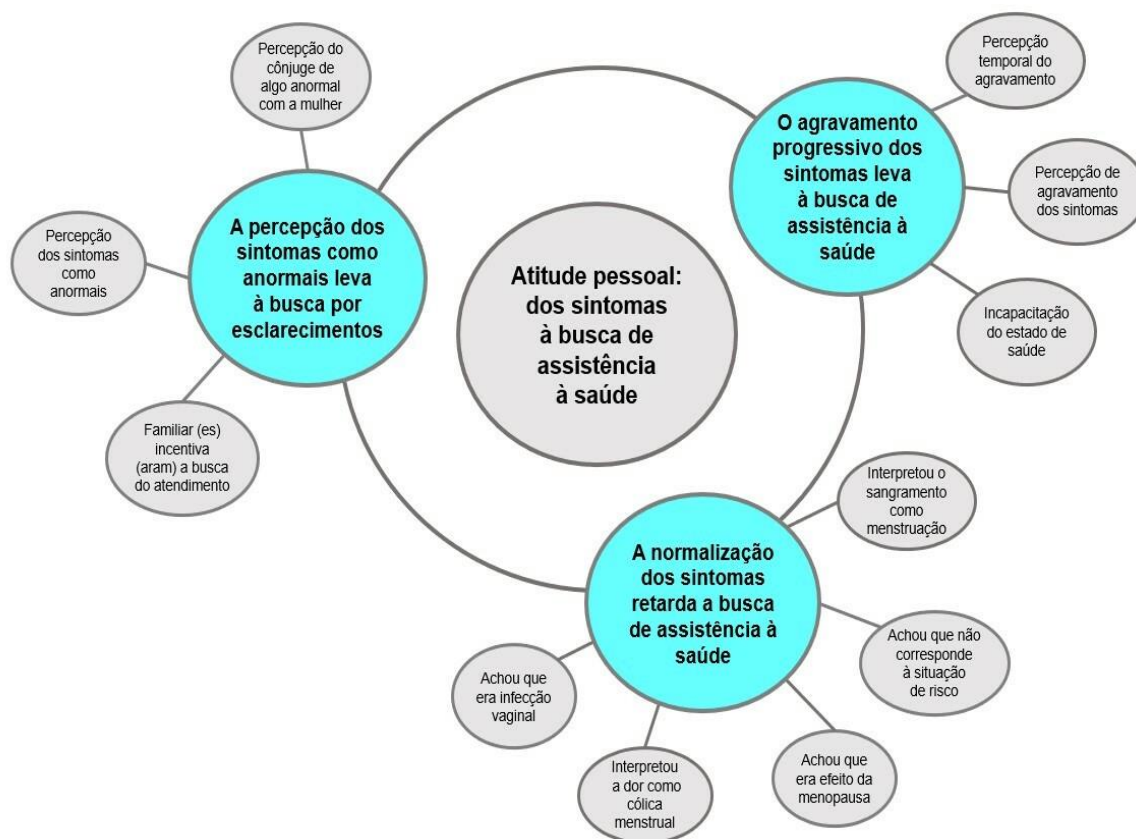 Percepção do
cônjuge de
algo anormal
com a mulher
A percepção dos
sintomas como
anormais leva
à busca por
esclarecimentos
Percepção
dos sintomas
como
anormais
Familiar (es)
incentiva
(aram) a busca
do atendimento
Atitude pessoal:
dos sintomas
à busca de
assistência
à saúde
O agravamento
progressivo dos
sintomas leva
à busca de
assistência à
saúde
Percepção
temporal do
agravamento
Percepção de
agravamento
dos sintomas
Incapacitação
do estado de
saúde
A normalização
dos sintomas
retarda a busca
de assistência à
saúde
Interpretou o
sangramento
como
menstruação
Achou que não
corresponde
à situação
de risco
Achou que
era efeito da
menopausa
Interpretou
a dor como
cólica
menstrual
Achou que
era infecção
vaginal